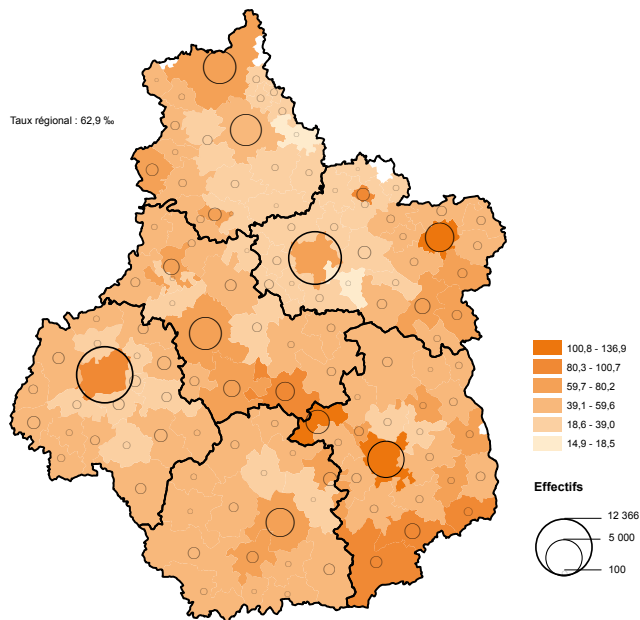 Taux régional : 62,9 ‰
100,8 - 136,9
80,3 - 100,7
59,7 - 80,2
39,1 - 59,6
18,6 - 39,0
14,9 - 18,5
Effectifs
12 366
5 000
100